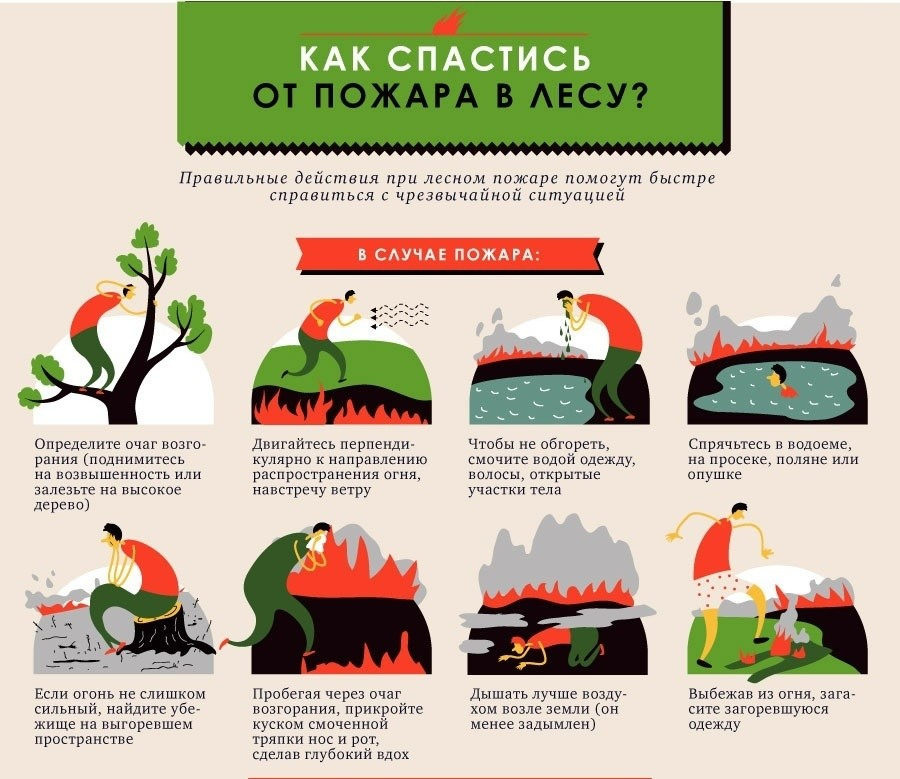 КАК СПАСТИСЬ
ОТ ПОЖАРА В ЛЕСУ?
Правильные действия при лесном пожаре помогут быстре
справиться с чрезвычайной ситуацией
В СЛУЧАЕ ПОЖАРА:
Определите очаг возго-
рания (поднимитесь
на возвышенность или
залезьте на высокое
дерево)
Двигайтесь перпенди-
кулярно к направлению
распространения огня,
навстречу ветру
Чтобы не обгореть,
смочите водой одежду,
волосы, открытые
участки тела
Спрячьтесь в водоеме,
на просеке, поляне или
опушке
Если огонь не слишком
сильный, найдите убе-
жище на выгоревшем
пространстве
Пробегая через очаг
возгорания, прикройте
куском смоченной
тряпки нос и рот,
сделав глубокий вдох
Дышать лучше возду-
хом возле земли (он
менее задымлен)
Выбежав из огня, зага-
сите загоревшуюся
одежду